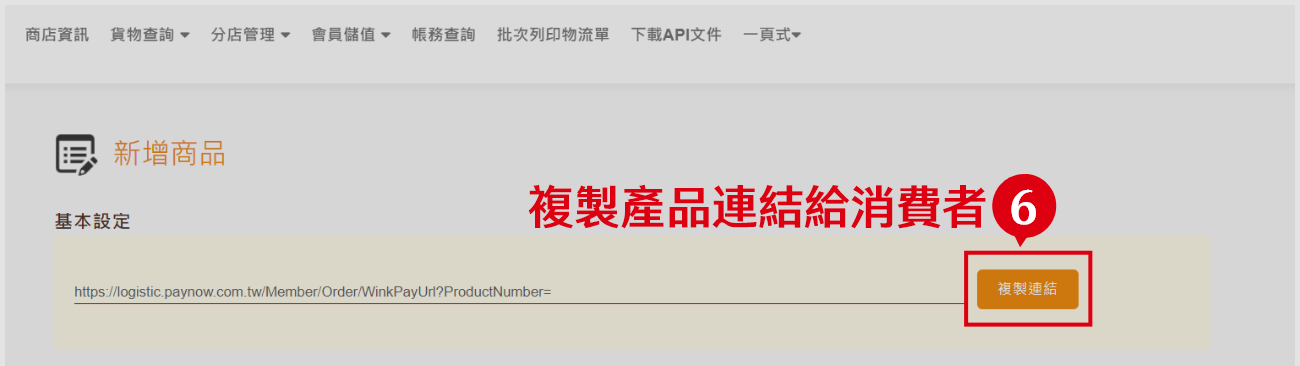 商店資訊 貨物查詢 分店管理 會員儲值 帳務查詢 批次列印物流單 下載API文件 一頁式
新增商品
複製產品連結給消費者 6
基本設定
https://logistic.paynow.com.tw/Member/Order/WinkPayUrl?ProductNumber= 複製連結